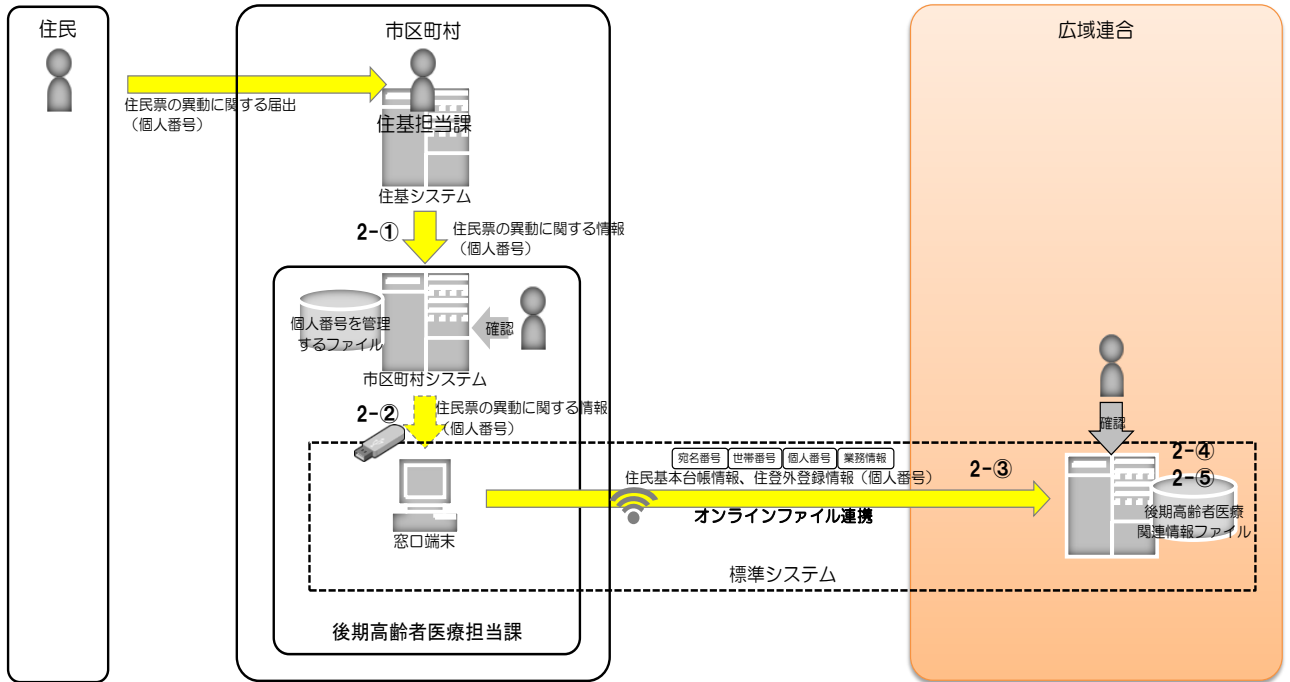 住民
市区町村
広域連合
住民票の異動に関する届出
（個人番号）
住基担当課
住基システム
2-①
住民票の異動に関する情報
（個人番号）
個人番号を管理
するファイル
確認
市区町村システム
2-②
住民票の異動に関する情報
（個人番号）
確認
宛名番号 世帯番号 個人番号 業務情報
住民基本台帳情報、住登外登録情報（個人番号）
2-③
2-④
2-⑤
オンラインファイル連携
後期高齢者医療
関連情報ファイル
窓口端末
標準システム
後期高齢者医療担当課